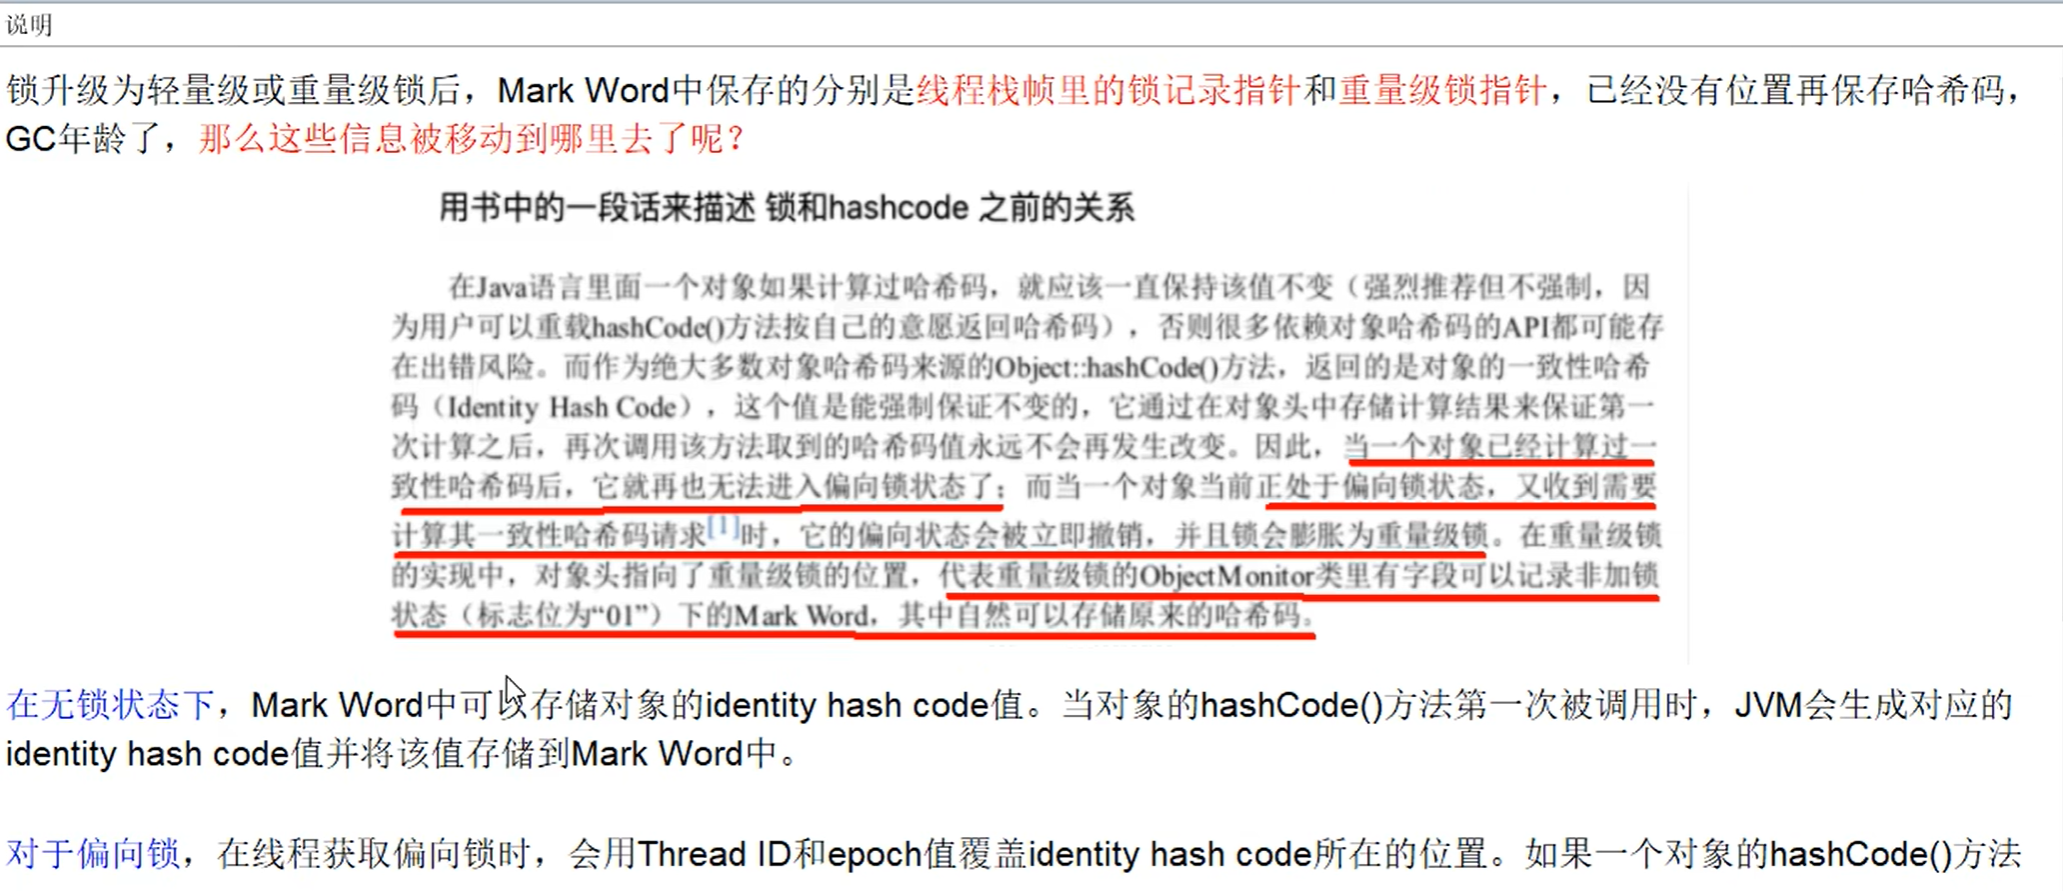 说明
锁升级为轻量级或重量级锁后，Mark Word中保存的分别是线程栈帧里的锁记录指针和重量级锁指针，已经没有位置再保存哈希码，
GC年龄了，那么这些信息被移动到哪里去了呢？
用书中的一段话来描述 锁和hashcode 之前的关系
在Java语言里面一个对象如果计算过哈希码，就应该一直保持该值不变（强烈推荐但不强制，因
为用户可以重载hashCode()方法按自己的意愿返回哈希码），否则很多依赖对象哈希码的API都可能存
在出错风险。而作为绝大多数对象哈希码来源的Object::hashCode()方法，返回的是对象的一致性哈希
码（Identity Hash Code），这个值是能强制保证不变的，它通过在对象头中存储计算结果来保证第一
次计算之后，再次调用该方法取到的哈希码值永远不会再发生改变。因此，当一个对象已经计算过一
致性哈希码后，它就再也无法进入偏向锁状态了；而当一个对象当前正处于偏向锁状态，又收到需要
计算其一致性哈希码请求[1]时，它的偏向状态会被立即撤销，并且锁会膨胀为重量级锁。在重量级锁
的实现中，对象头指向了重量级锁的位置，代表重量级锁的ObjectMonitor类里有字段可以记录非加锁
状态（标志位为“01”）下的Mark Word，其中自然可以存储原来的哈希码。
在无锁状态下，Mark Word中可以存储对象的identity hash code值。当对象的hashCode()方法第一次被调用时，JVM会生成对应的
identity hash code值并将该值存储到Mark Word中。
对于偏向锁，在线程获取偏向锁时，会用Thread ID和epoch值覆盖identity hash code所在的位置。如果一个对象的hashCode()方法